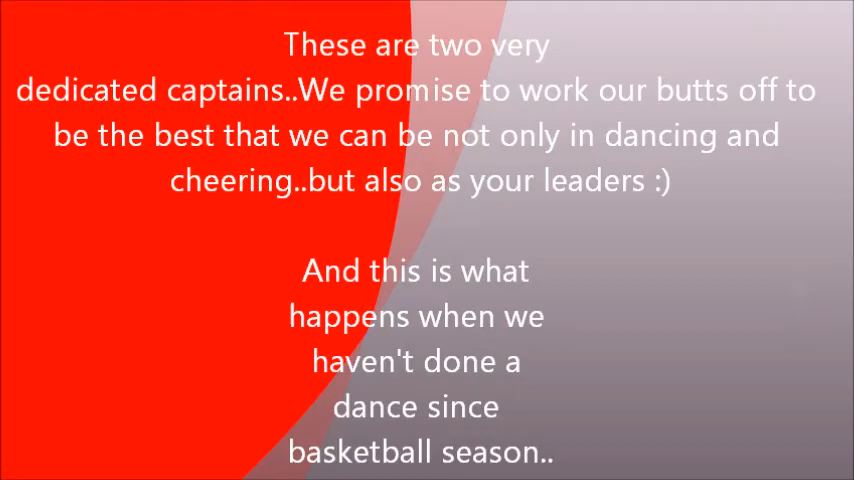 These are two very
dedicated captains..We promise to work our butts off to
be the best that we can be not only in dancing and
cheering..but also as your leaders :)
And this is what
happens when we
haven't done a
dance since
basketball season..